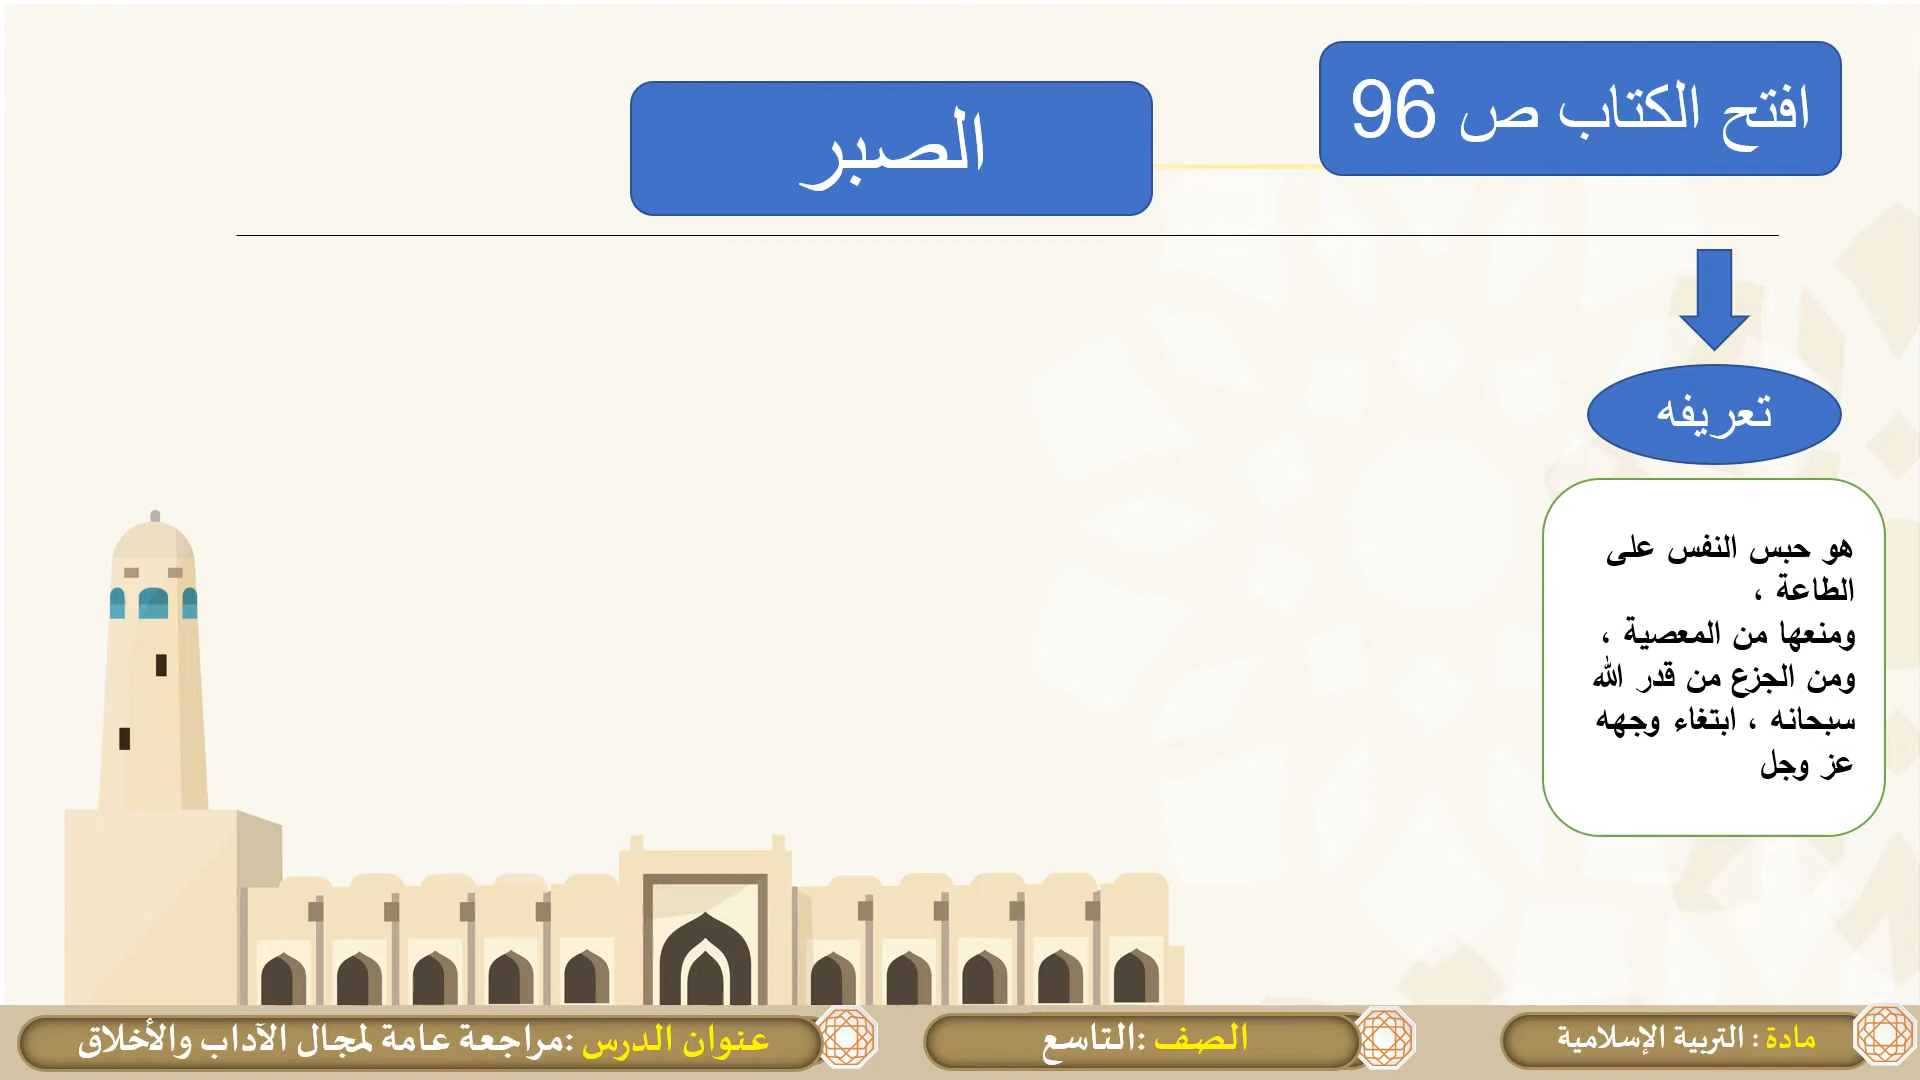 افتح الكتاب ص 96
الصبر
تعريفه
هو حبس النفس على
الطاعة ،
ومنعها من المعصية ،
ومن الجزع من قدر الله
سبحانه ، ابتغاء وجهه
عز وجل
مادة : التربية الإسلامية
الصف :التاسع
عنوان الدرس :مراجعة عامة لمجال الآداب والأخلاق